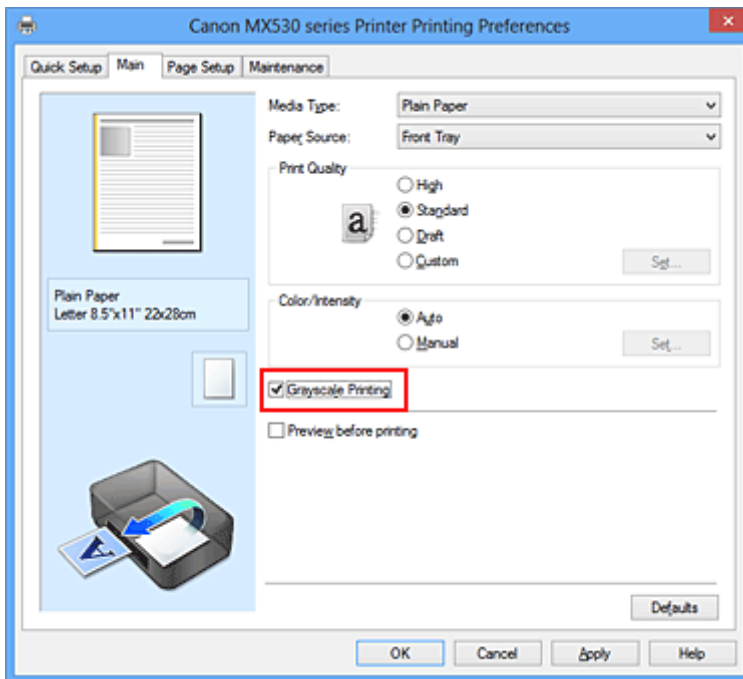 Canon MX530 series Printer Printing Preferences
Quick Setup Main Page Setup Maintenance
Media Type: Plain Paper
Paper Source: Front Tray
Print Quality
High
a
Standard
Draft
Custom Set...
Plain Paper
Letter 8.5"x11" 22x28cm
Color/Intensity
Auto
Manual Set...
Grayscale Printing
Preview before printing
A
Defaults
OK Cancel Apply Help